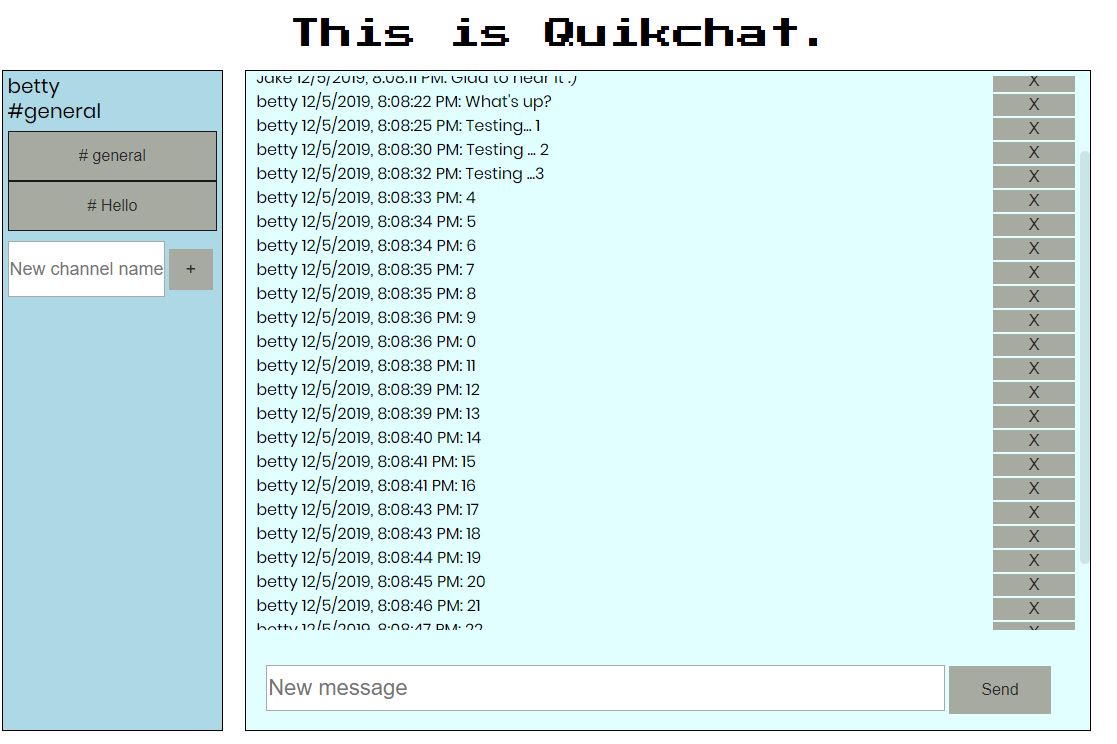 This is Quikchat.
betty
#general
# general
# Hello
New channel name
+
Jake 12/5/2019, 8:08:11 PM: Glad to hear it :) X
betty 12/5/2019, 8:08:22 PM: What's up? X
betty 12/5/2019, 8:08:25 PM: Testing... 1 X
betty 12/5/2019, 8:08:30 PM: Testing ... 2 X
betty 12/5/2019, 8:08:32 PM: Testing ...3 X
betty 12/5/2019, 8:08:33 PM: 4 X
betty 12/5/2019, 8:08:34 PM: 5 X
betty 12/5/2019, 8:08:34 PM: 6 X
betty 12/5/2019, 8:08:35 PM: 7 X
betty 12/5/2019, 8:08:35 PM: 8 X
betty 12/5/2019, 8:08:36 PM: 9 X
betty 12/5/2019, 8:08:36 PM: 0 X
betty 12/5/2019, 8:08:38 PM: 11 X
betty 12/5/2019, 8:08:39 PM: 12 X
betty 12/5/2019, 8:08:39 PM: 13 X
betty 12/5/2019, 8:08:40 PM: 14 X
betty 12/5/2019, 8:08:41 PM: 15 X
betty 12/5/2019, 8:08:41 PM: 16 X
betty 12/5/2019, 8:08:43 PM: 17 X
betty 12/5/2019, 8:08:43 PM: 18 X
betty 12/5/2019, 8:08:44 PM: 19 X
betty 12/5/2019, 8:08:45 PM: 20 X
betty 12/5/2019, 8:08:46 PM: 21 X
betty 12/5/2019, 8:08:47 PM: 22 X
New message
Send